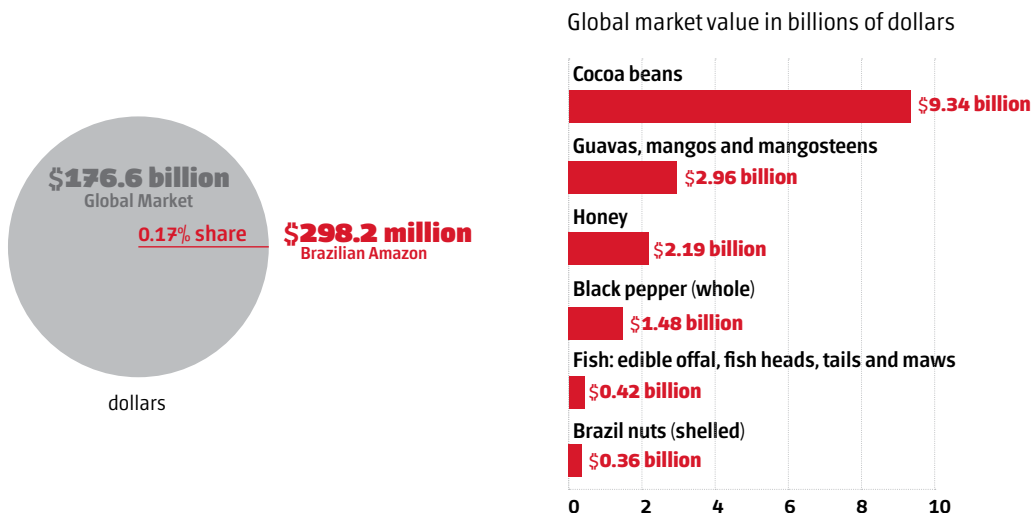 $176.6 billion
Global Market
0.17% share
$298.2 million
Brazilian Amazon
dollars
Global market value in billions of dollars
Cocoa beans
$9.34 billion
Guavas, mangos and mangosteens
$2.96 billion
Honey
$2.19 billion
Black pepper (whole)
$1.48 billion
Fish: edible offal, fish heads, tails and maws
$0.42 billion
Brazil nuts (shelled)
$0.36 billion
0 2 4 6 8 10